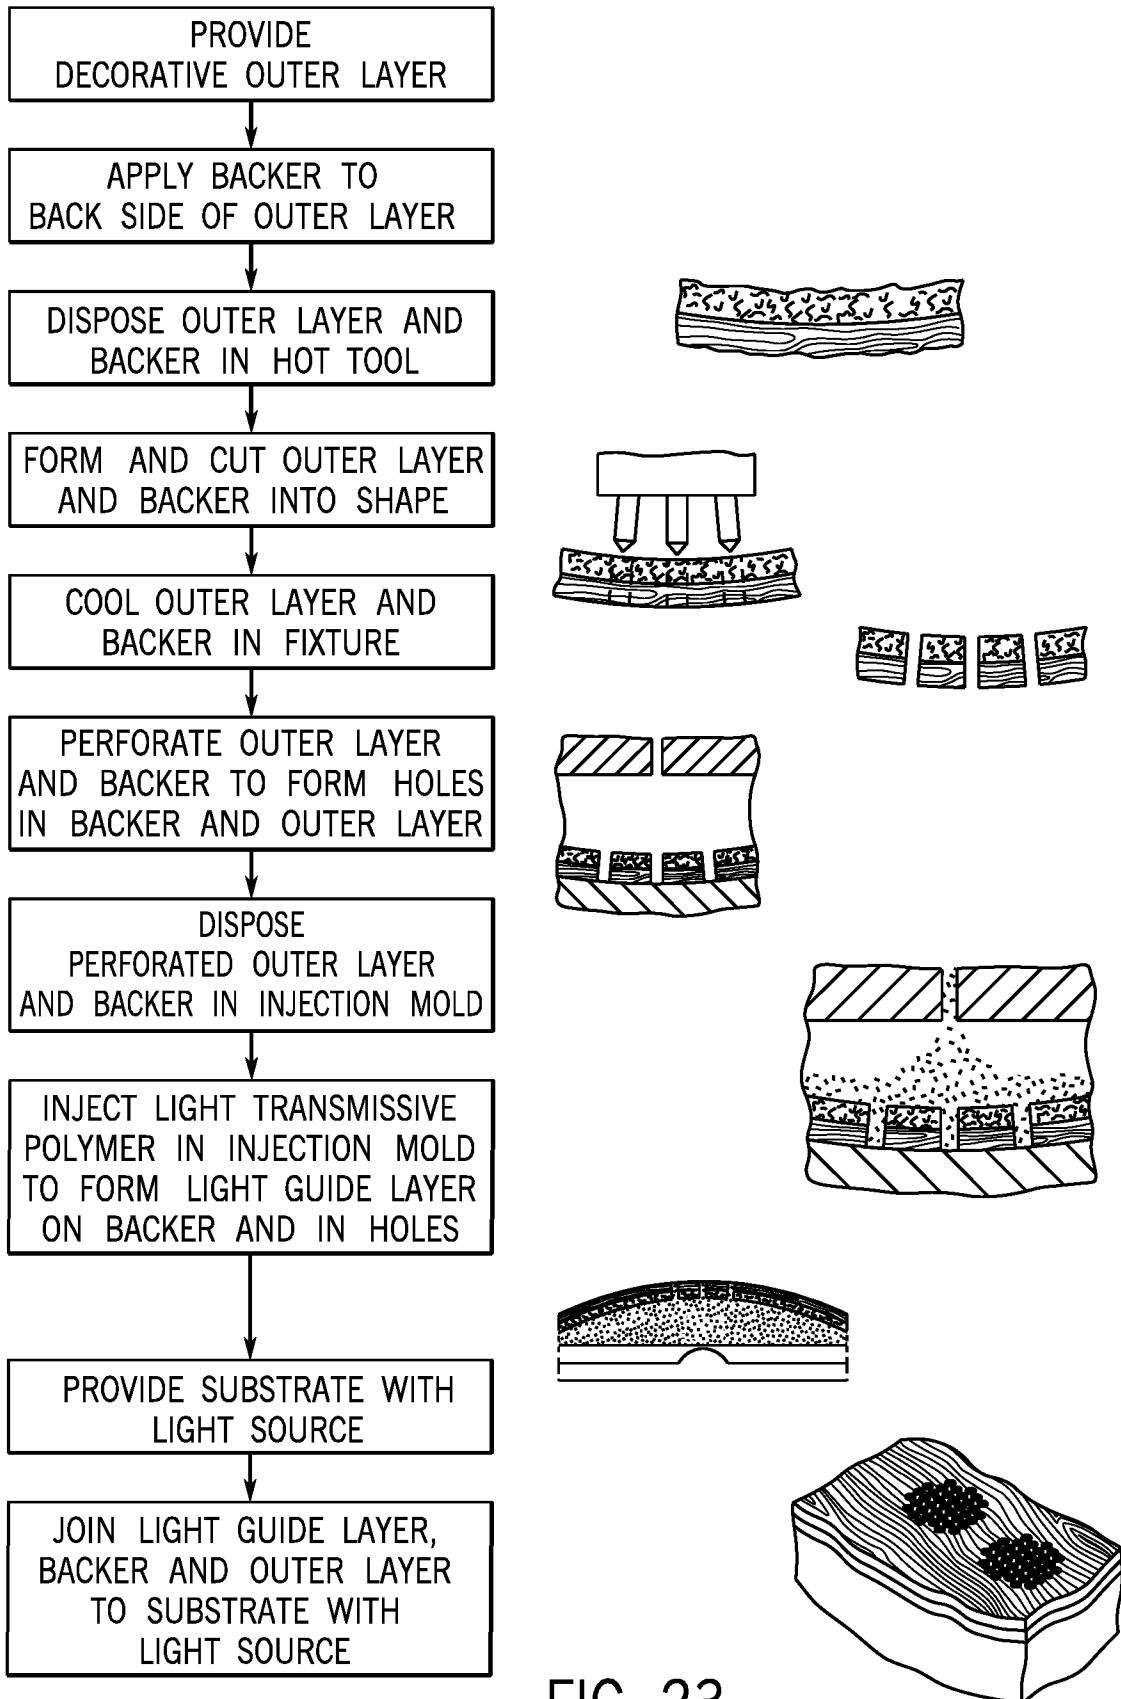 PROVIDE
DECORATIVE OUTER LAYER
APPLY BACKER TO
BACK SIDE OF OUTER LAYER
DISPOSE OUTER LAYER AND
BACKER IN HOT TOOL
FORM AND CUT OUTER LAYER
AND BACKER INTO SHAPE
COOL OUTER LAYER AND
BACKER IN FIXTURE
PERFORATE OUTER LAYER
AND BACKER TO FORM HOLES
IN BACKER AND OUTER LAYER
DISPOSE
PERFORATED OUTER LAYER
AND BACKER IN INJECTION MOLD
INJECT LIGHT TRANSMISSIVE
POLYMER IN INJECTION MOLD
TO FORM LIGHT GUIDE LAYER
ON BACKER AND IN HOLES
PROVIDE SUBSTRATE WITH
LIGHT SOURCE
JOIN LIGHT GUIDE LAYER,
BACKER AND OUTER LAYER
TO SUBSTRATE WITH
LIGHT SOURCE
FIG. 23